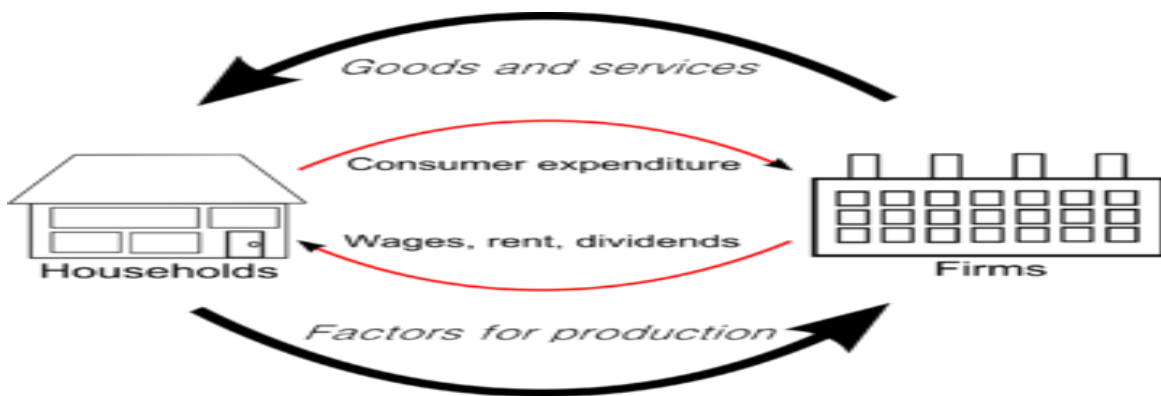 Goods and services
Consumer expenditure
Wages, rent, dividends
Households
Firms
Factors for production